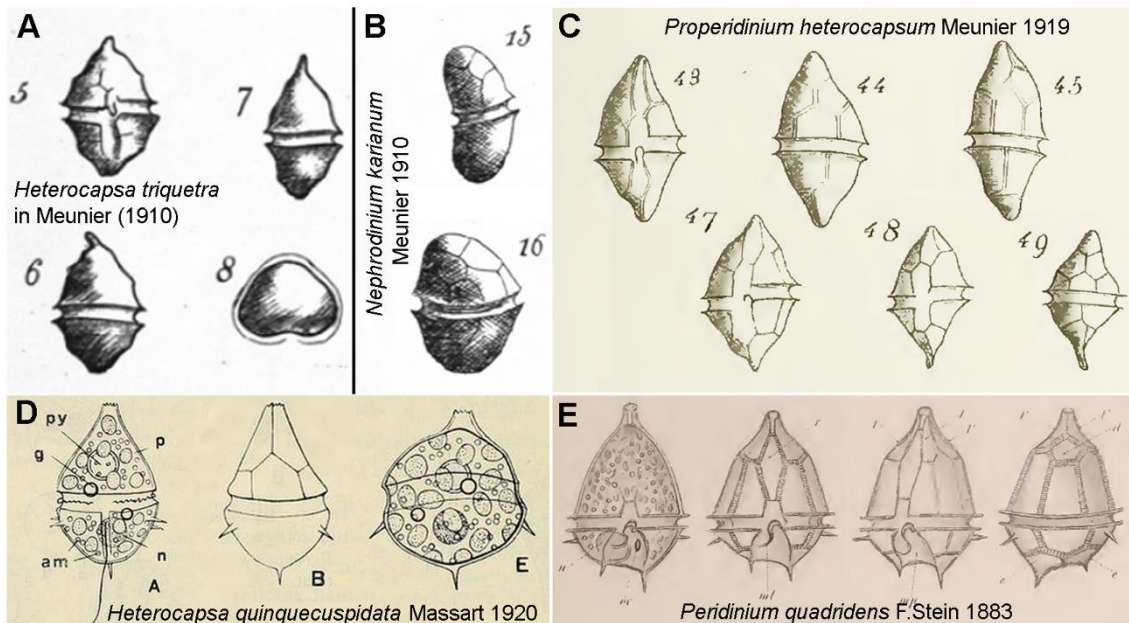 A
5
7
Heterocapsa triquetra
in Meunier (1910)
6
8
B
15
Nephrodinium karianum
Meunier 1910
16
C
Properidinium heterocapsum Meunier 1919
43
44
45
47
48
49
D
py
g
p
am
n
A
B
E
Heterocapsa quinquecuspidata Massart 1920
E
Peridinium quadridens F.Stein 1883